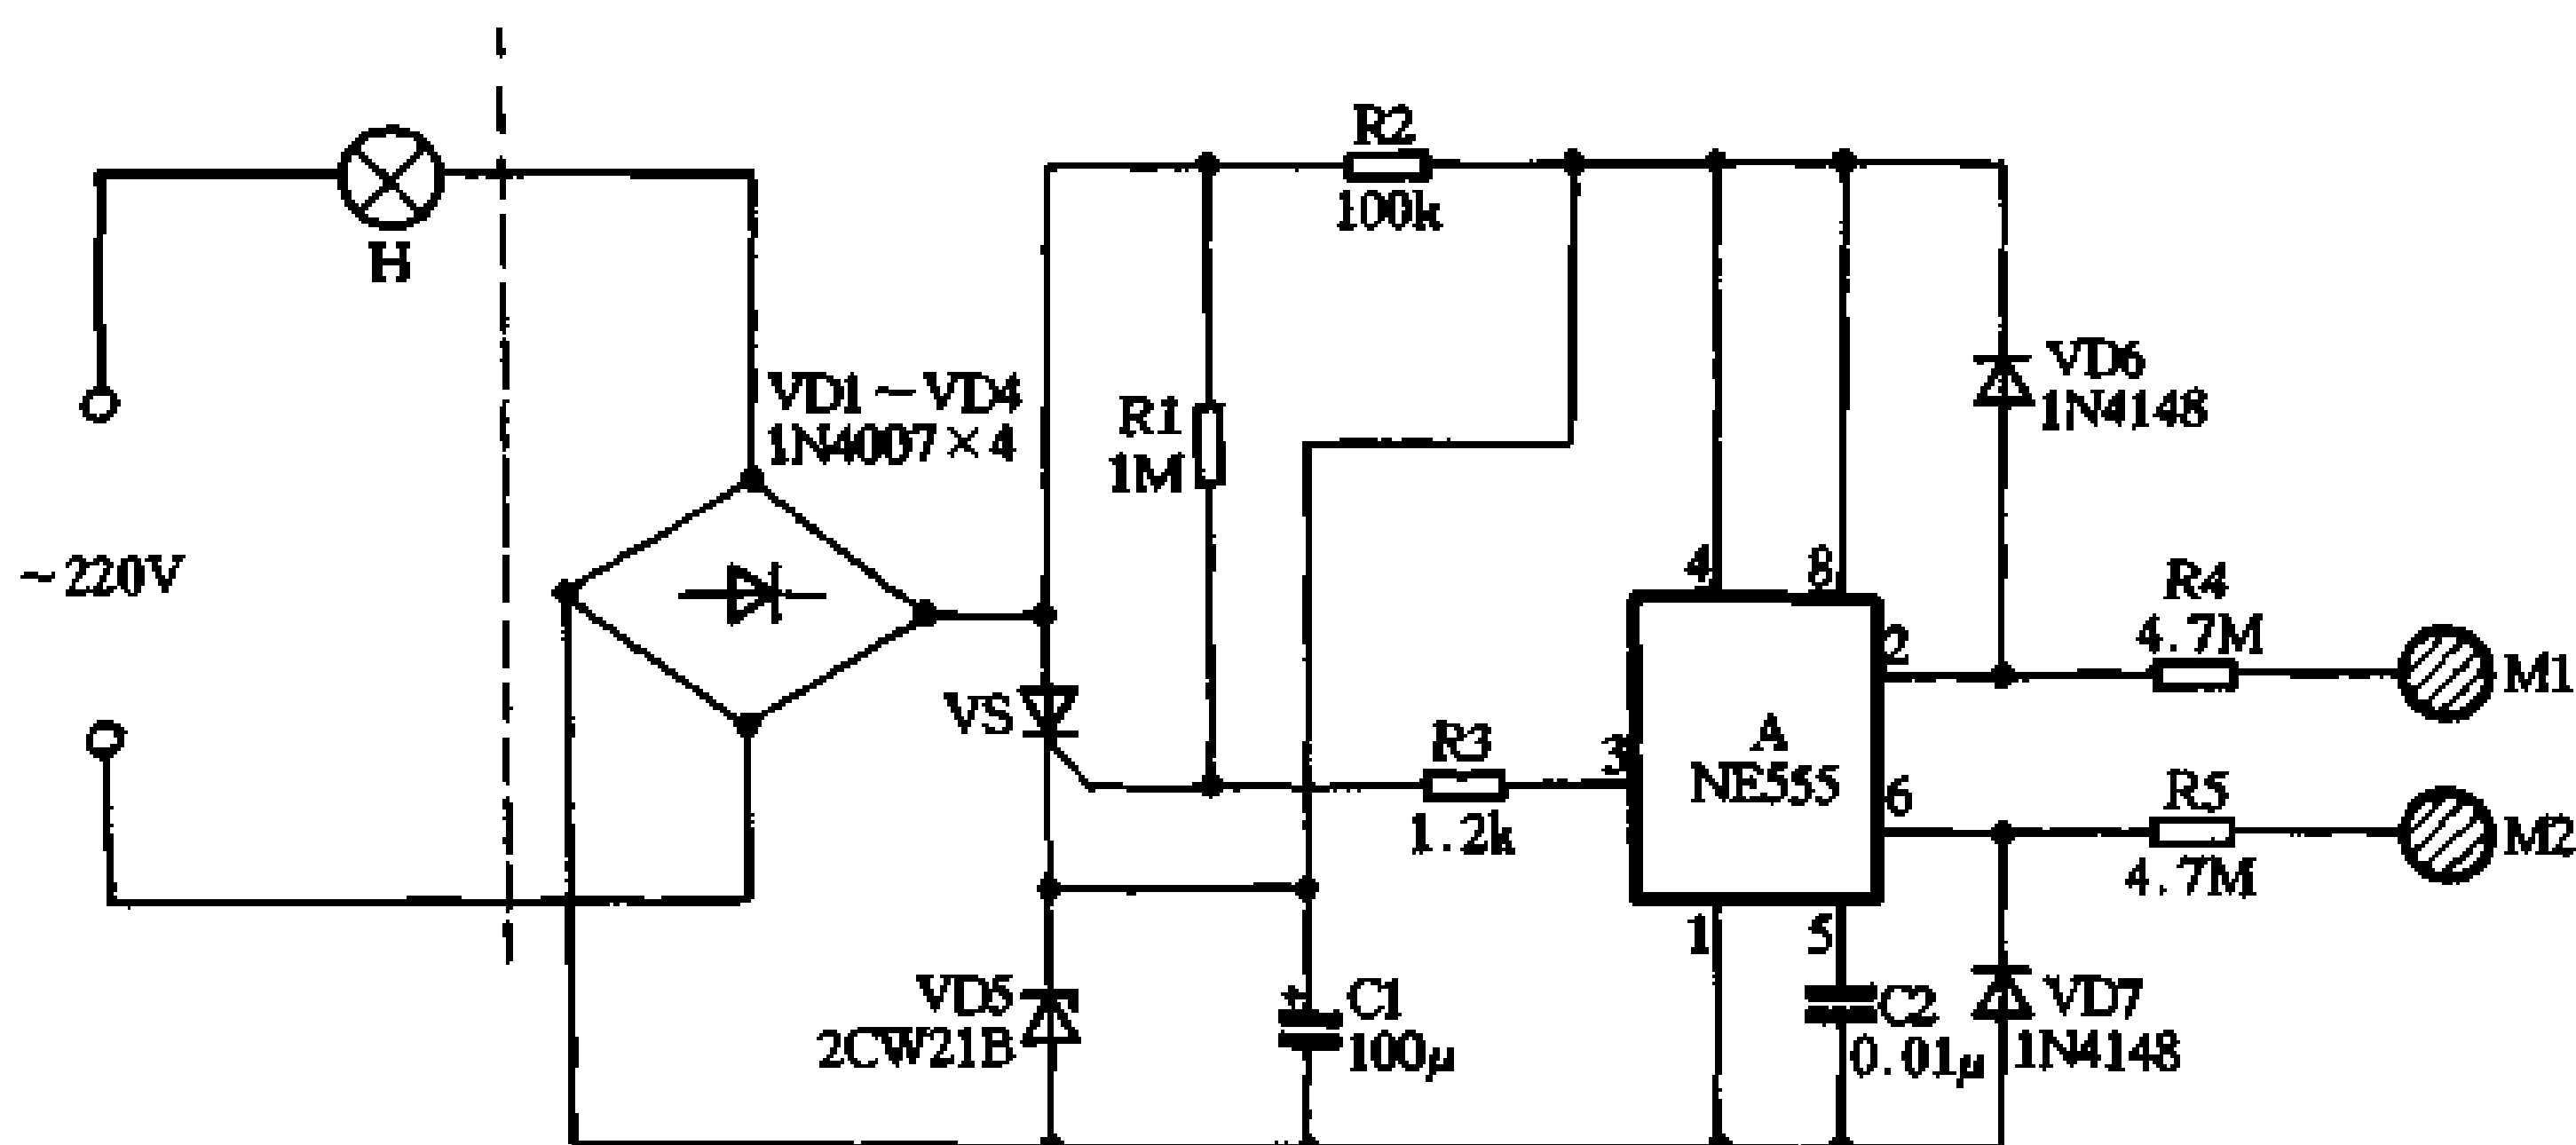 R2
100k
H
VD1～VD4
1N4007×4
R1
1M
VD6
1N4148
～220V
4
8
2
R4
4.7M
M1
VS
R3
1.2k
3
A
NE555
6
R5
4.7M
M2
1
5
VD5
2CW21B
+
C1
100μ
C2
0.01μ
VD7
1N4148